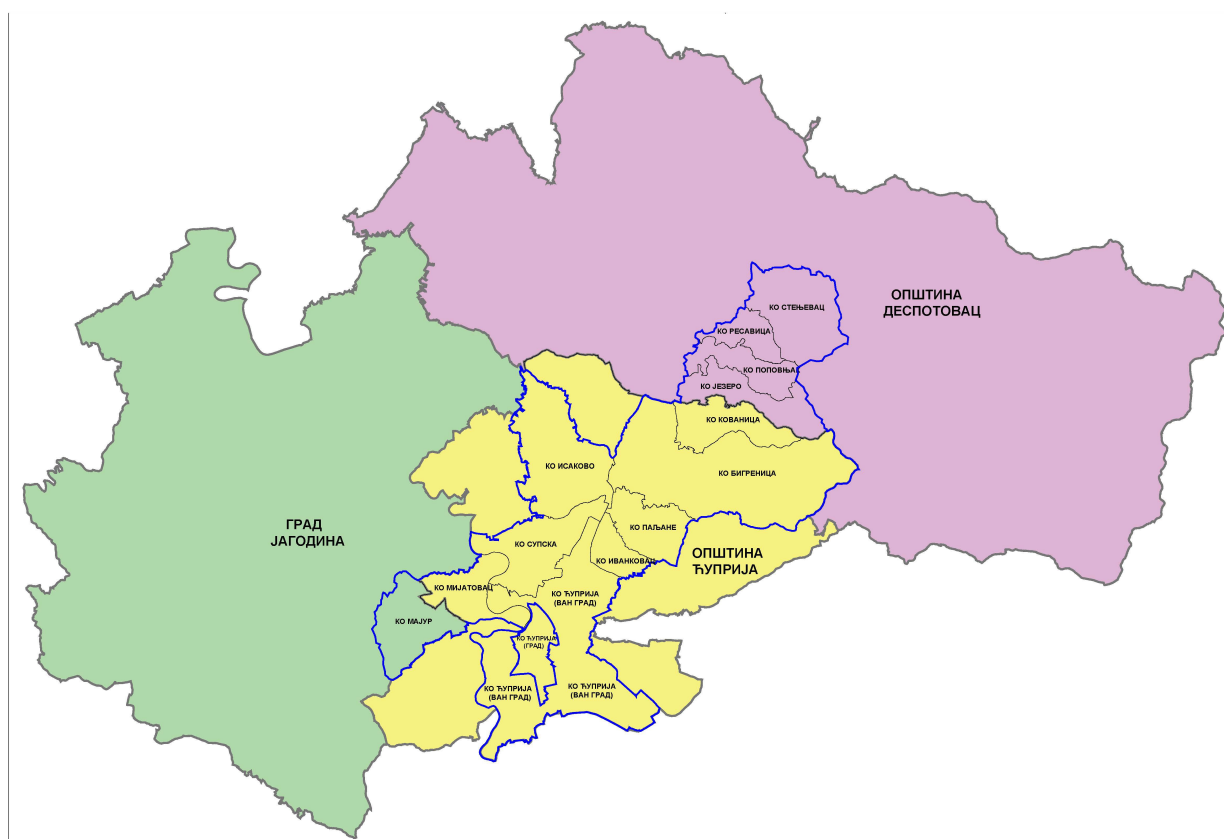 ОПШТИНА
ДЕСПОТОВАЦ
КО СТЕЊЕВАЦ
КО РЕСАВИЦА
КО ПОПОВЊАК
КО ЈЕЗЕРО
КО КОВАНИЦА
КО ИСАКОВО
КО БИГРЕНИЦА
ГРАД
ЈАГОДИНА
КО ПАЉАНЕ
КО СУПСКА
ОПШТИНА
ЋУПРИЈА
КО ИВАНКОВАЦ
КО МИЈАТОВАЦ
КО ЋУПРИЈА
(ВАН ГРАД)
КО МАЈУР
КО ЋУПРИЈА
(ГРАД)
КО ЋУПРИЈА
(ВАН ГРАД)
КО ЋУПРИЈА
(ВАН ГРАД)